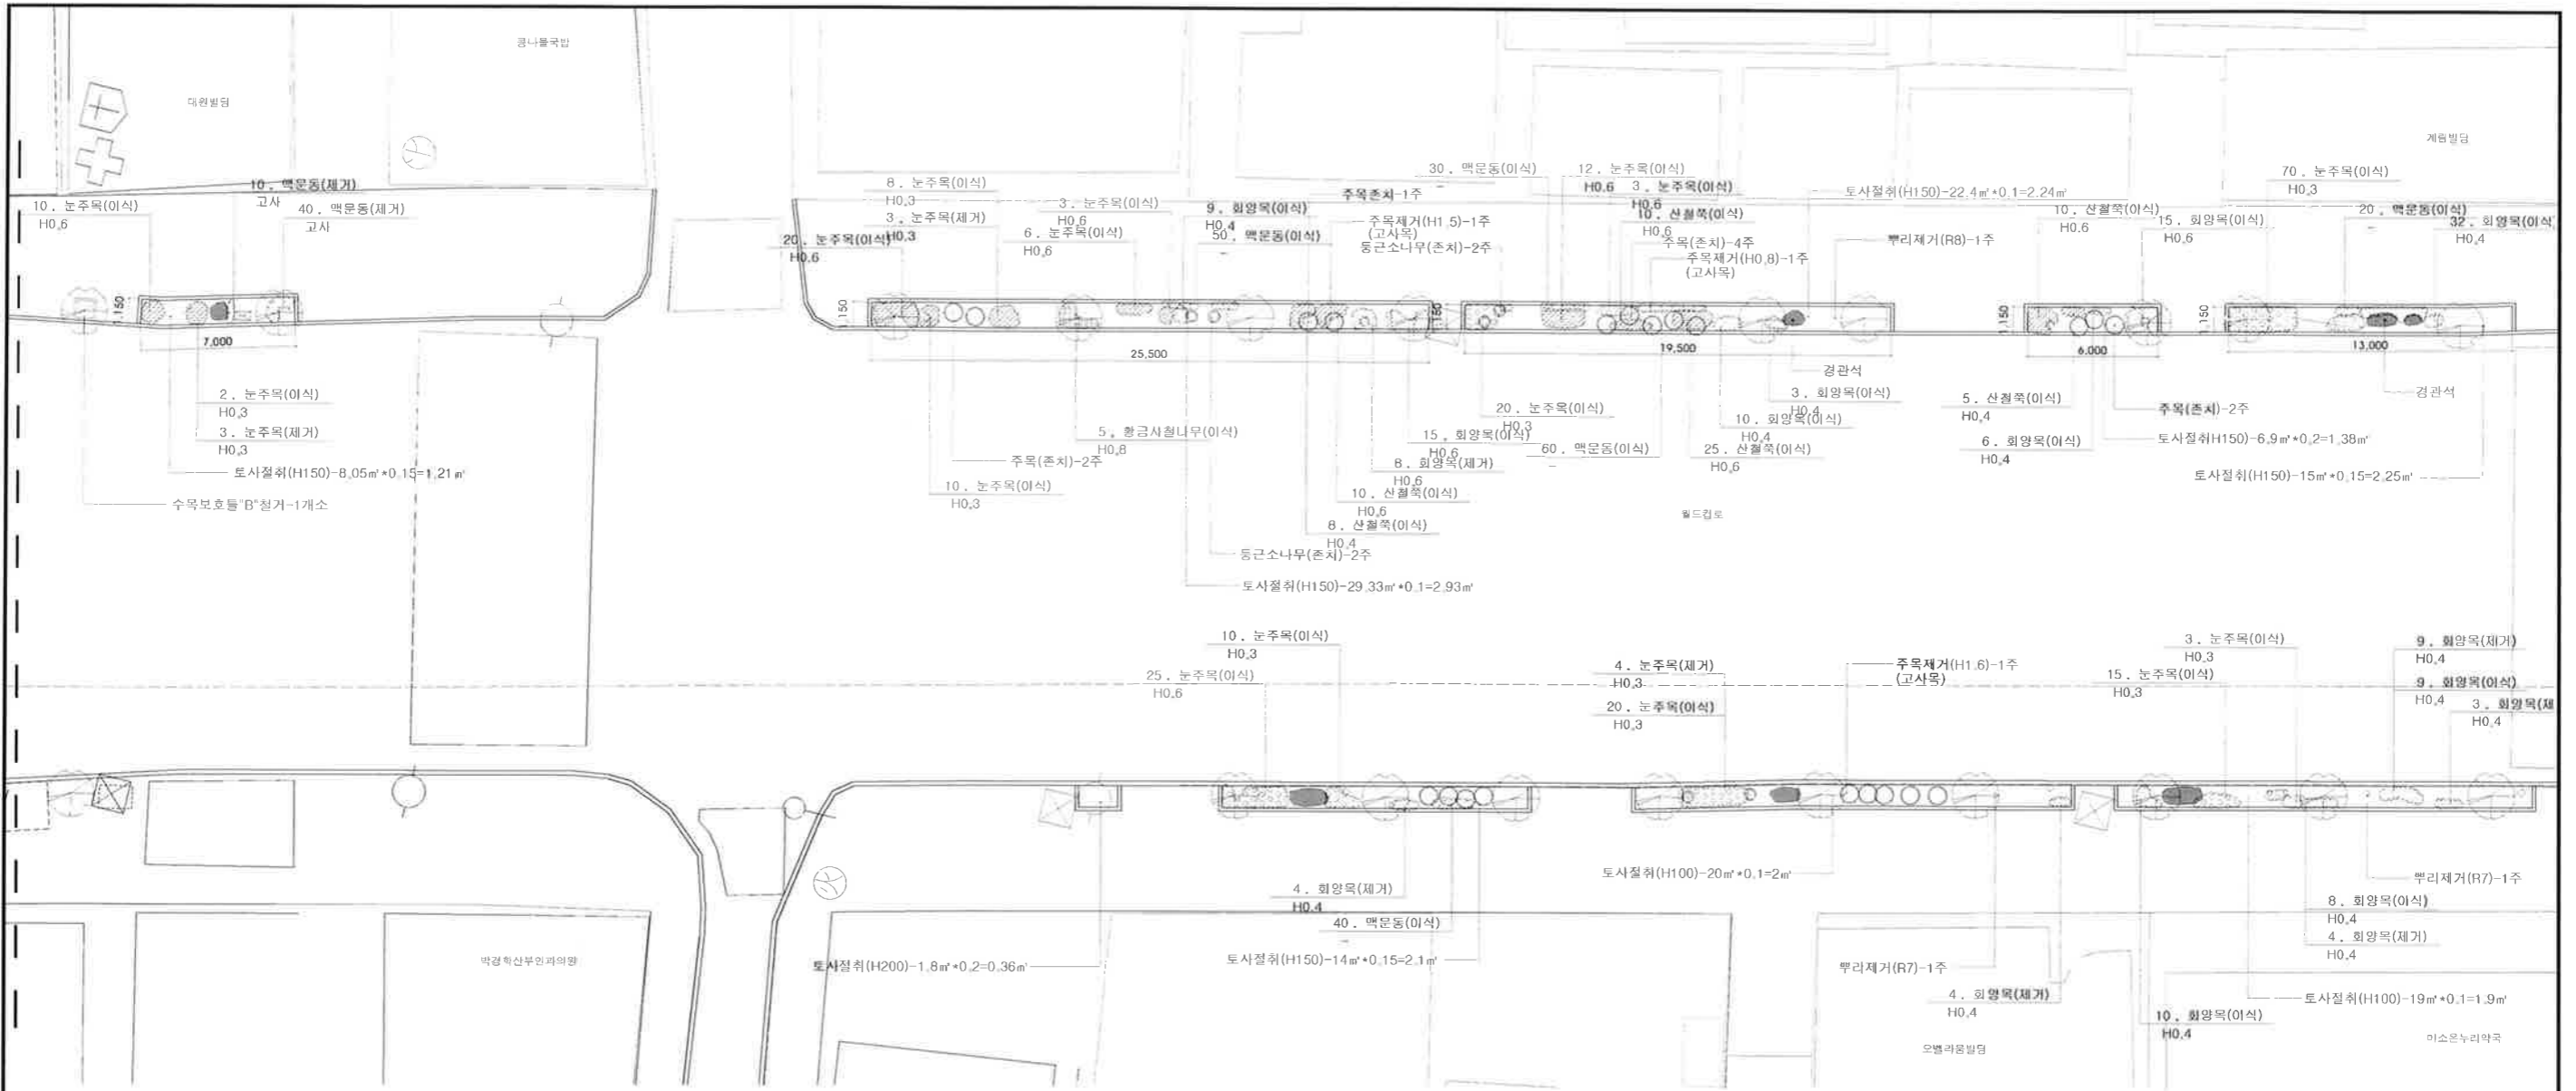 콩나물국밥
대원빌딩
계림빌딩
10. 맥문동(제거)
고사
10. 눈주목(이식)
H0.6
40. 맥문동(제거)
고사
1,150
7,000
2. 눈주목(이식)
H0.3
3. 눈주목(제거)
H0.3
토사절취(H150)-8.05㎡*0.15=1.21㎥
수목보호틀"B"철거-1개소
8. 눈주목(이식)
H0.3
3. 눈주목(제거)
H0.3
20. 눈주목(이식)
H0.6
3. 눈주목(이식)
H0.6
6. 눈주목(이식)
H0.6
9. 회양목(이식)
H0.4
50. 맥문동(이식)
-
주목존치-1주
주목제거(H1.5)-1주
(고사목)
둥근소나무(존치)-2주
30. 맥문동(이식)
-
12. 눈주목(이식)
H0.6
3. 눈주목(이식)
H0.6
10. 산철쭉(이식)
H0.6
주목(존치)-4주
주목제거(H0.8)-1주
(고사목)
토사절취(H150)-22.4㎡*0.1=2.24㎥
뿌리제거(R8)-1주
10. 산철쭉(이식)
H0.6
15. 회양목(이식)
H0.6
70. 눈주목(이식)
H0.3
20. 맥문동(이식)
-
32. 회양목(이식
H0.4
1,150
25,500
19,500
1,150
6,000
1,150
13,000
경관석
3. 회양목(이식)
H0.4
10. 회양목(이식)
H0.4
20. 눈주목(이식)
H0.3
5. 황금사철나무(이식)
H0.8
주목(존치)-2주
10. 눈주목(이식)
H0.3
15. 회양목(이식)
H0.6
8. 회양목(제거)
H0.6
10. 산철쭉(이식)
H0.6
8. 산철쭉(이식)
H0.4
60. 맥문동(이식)
-
25. 산철쭉(이식)
H0.6
둥근소나무(존치)-2주
토사절취(H150)-29.33㎡*0.1=2.93㎥
5. 산철쭉(이식)
H0.4
6. 회양목(이식)
H0.4
주목(존치)-2주
토사절취H150)-6.9㎡*0.2=1.38㎥
경관석
토사절취(H150)-15㎡*0.15=2.25㎥
월드컵로
10. 눈주목(이식)
H0.3
25. 눈주목(이식)
H0.6
4. 눈주목(제거)
H0.3
20. 눈주목(이식)
H0.3
주목제거(H1.6)-1주
(고사목)
3. 눈주목(이식)
H0.3
15. 눈주목(이식)
H0.3
9. 회양목(제거)
H0.4
9. 회양목(이식)
H0.4
3. 회양목(제
H0.4
4. 회양목(제거)
H0.4
40. 맥문동(이식)
-
토사절취(H200)-1.8㎡*0.2=0.36㎥
토사절취(H150)-14㎡*0.15=2.1㎥
토사절취(H100)-20㎡*0.1=2㎥
뿌리제거(R7)-1주
4. 회양목(제거)
H0.4
뿌리제거(R7)-1주
8. 회양목(이식)
H0.4
4. 회양목(제거)
H0.4
토사절취(H100)-19㎡*0.1=1.9㎥
10. 회양목(이식)
H0.4
오벨라움빌딩
미소온누리약국